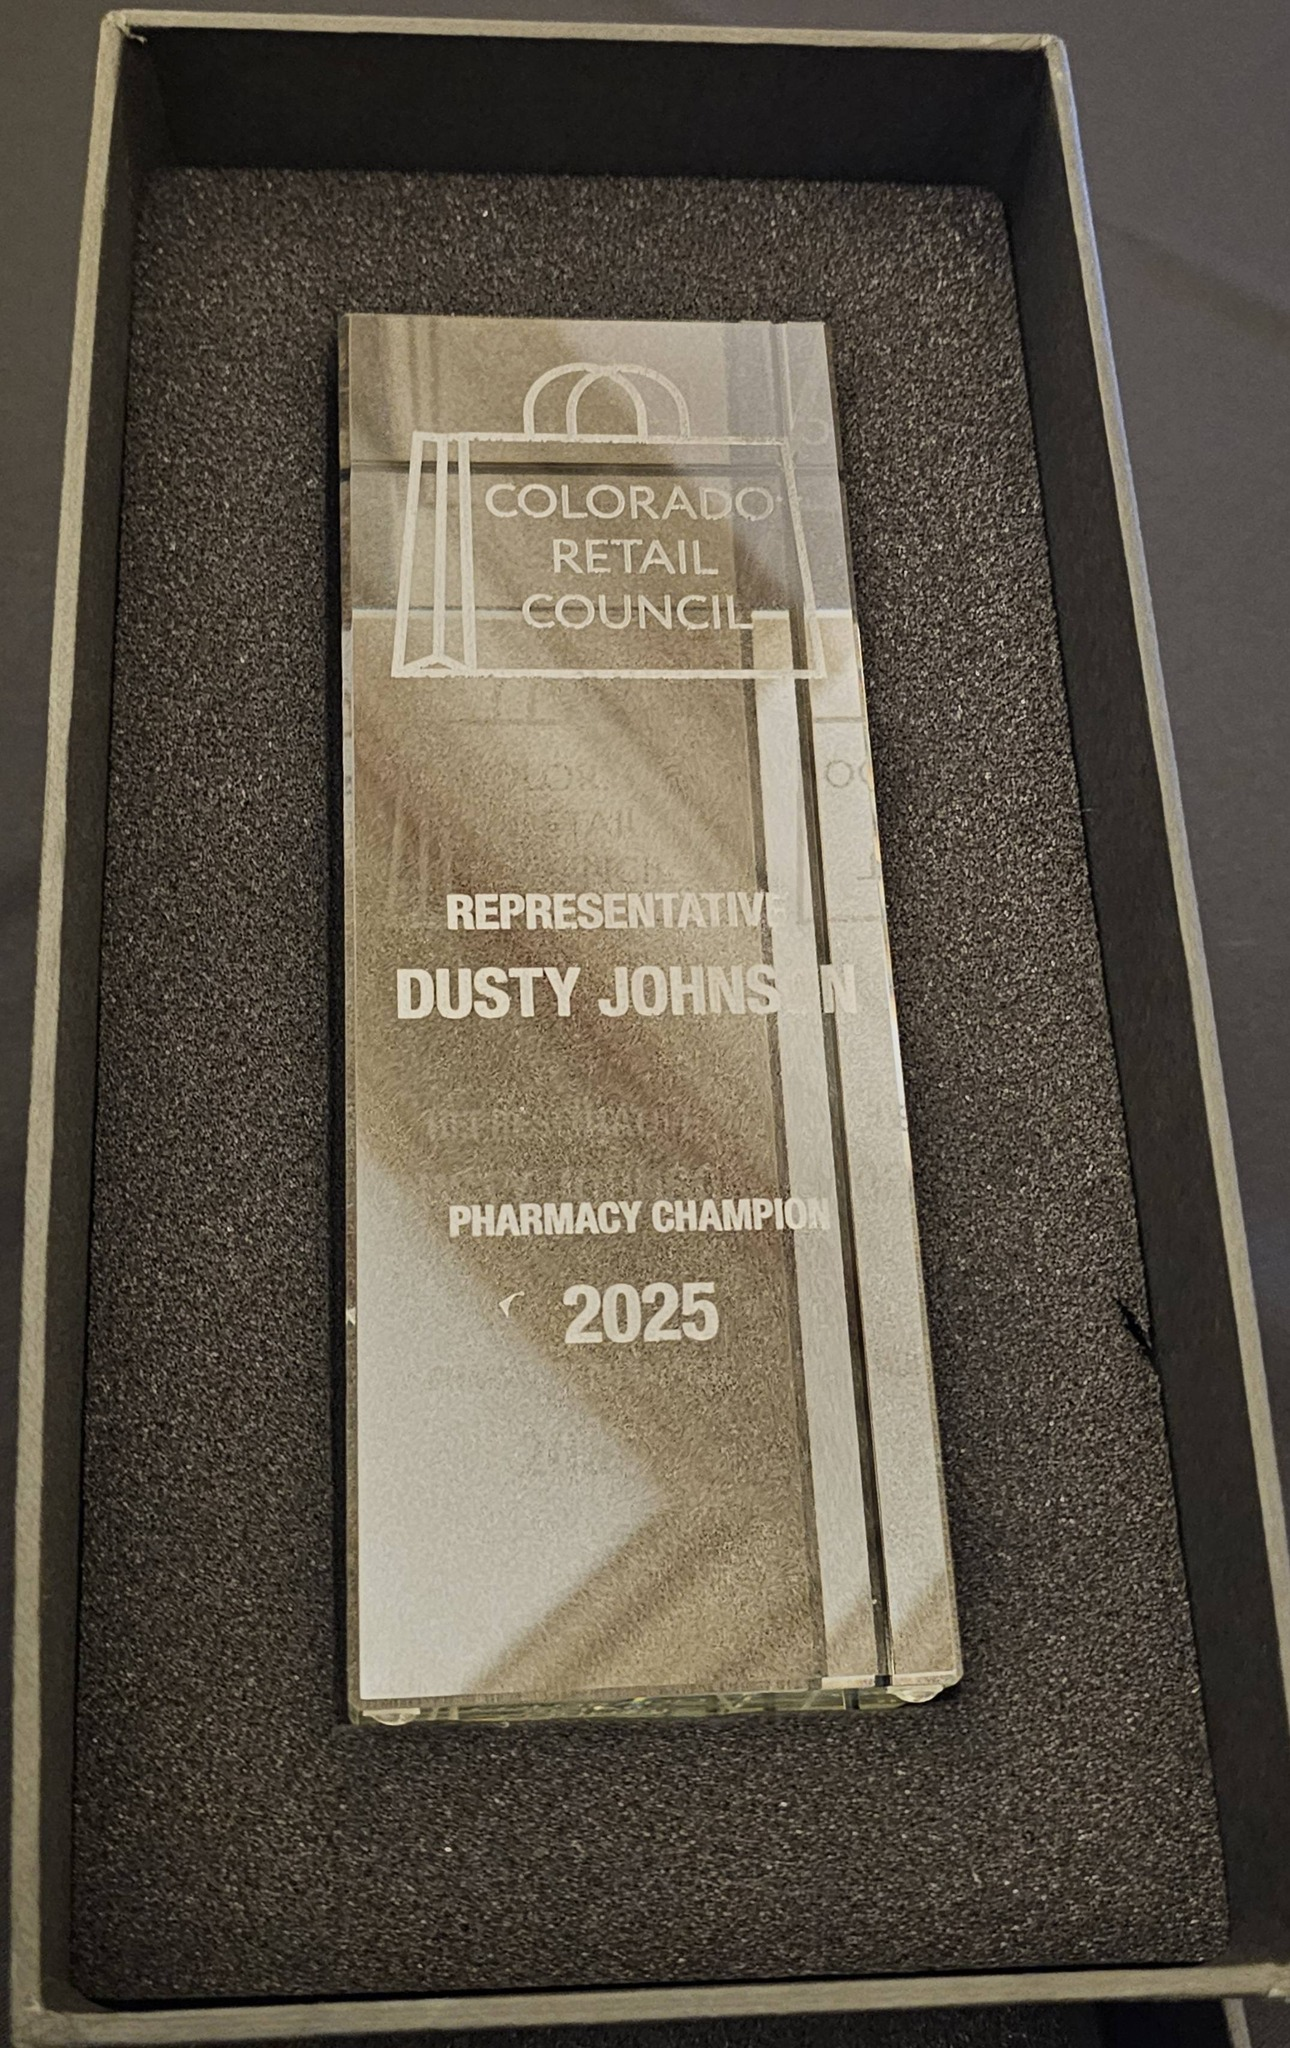 COLORADO
RETAIL
COUNCIL
REPRESENTATIVE
DUSTY JOHNSON
PHARMACY CHAMPION
2025